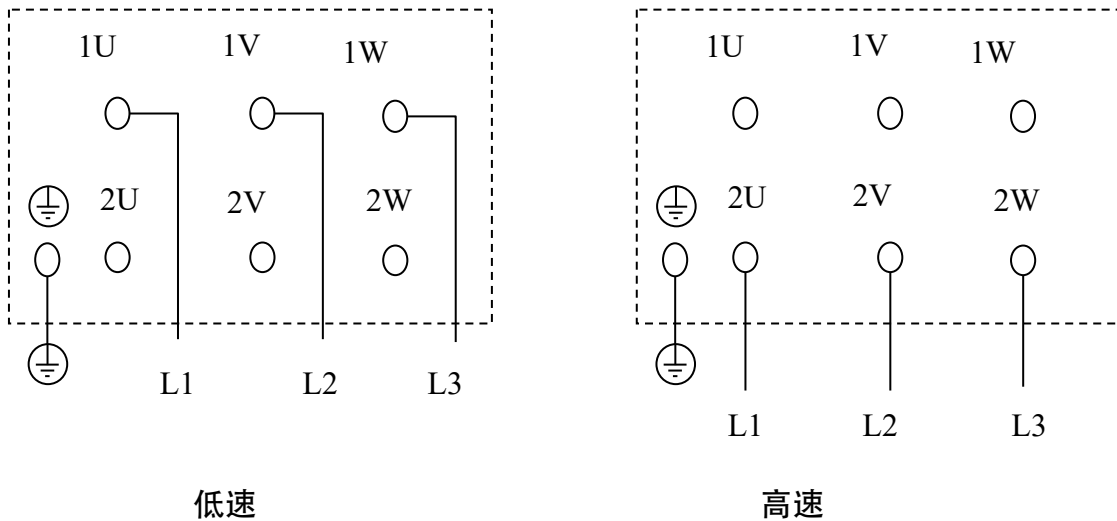 1U 1V 1W
2U 2V 2W
L1 L2 L3
低速
1U 1V 1W
2U 2V 2W
L1 L2 L3
高速